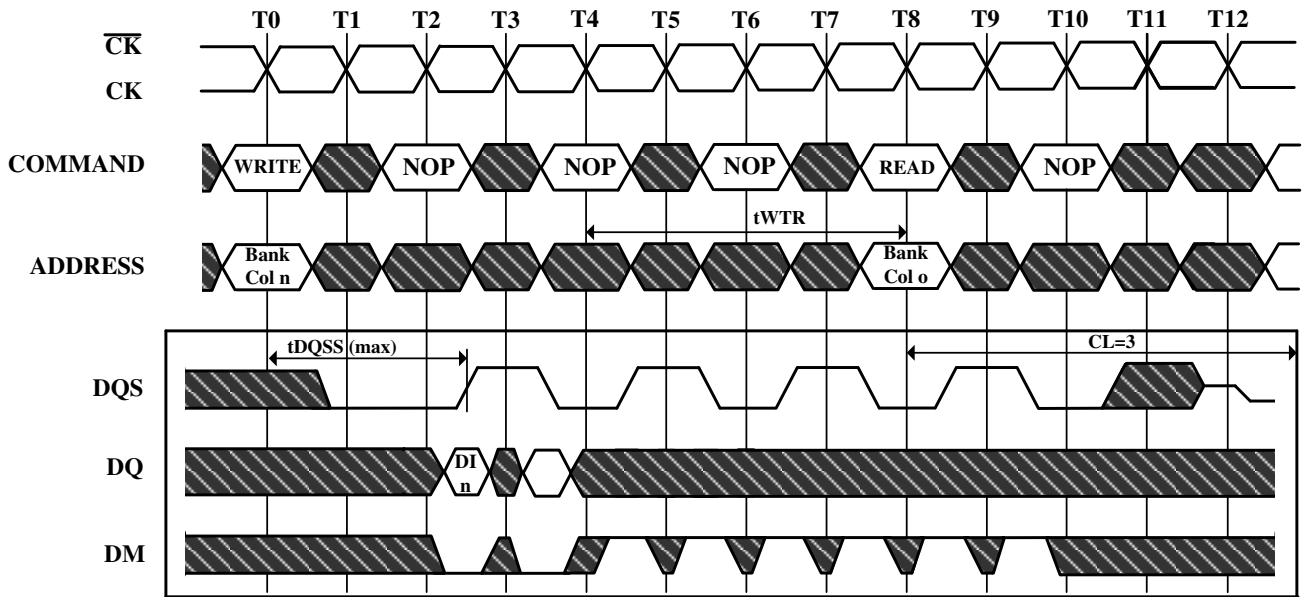 T0 T1 T2 T3 T4 T5 T6 T7 T8 T9 T10 T11 T12
CK
CK
COMMAND WRITE NOP NOP NOP READ NOP
tWTR
ADDRESS Bank Col n Bank Col o
tDQSS (max) CL=3
DQS
DQ DI n
DM